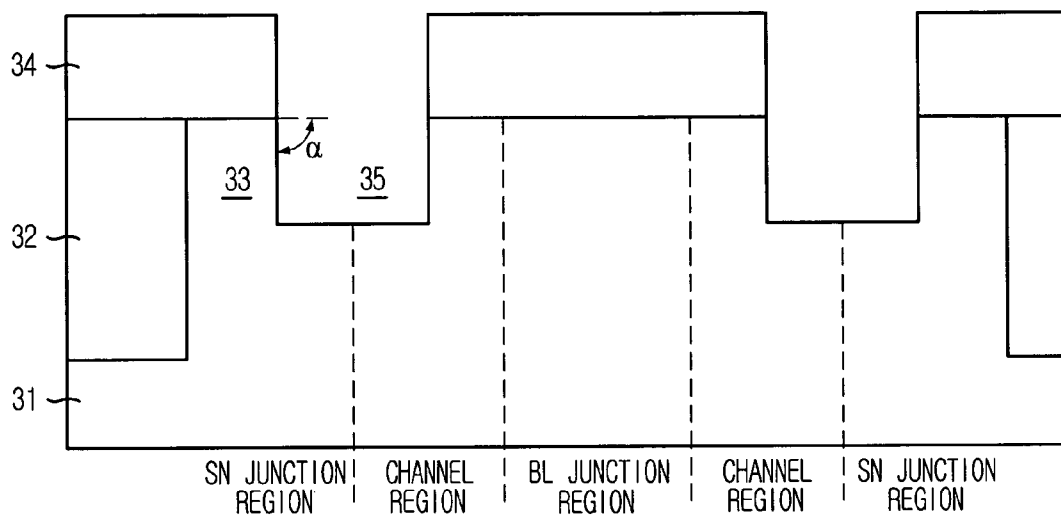 34
α
33
35
32
31
SN JUNCTION
REGION
CHANNEL
REGION
BL JUNCTION
REGION
CHANNEL
REGION
SN JUNCTION
REGION